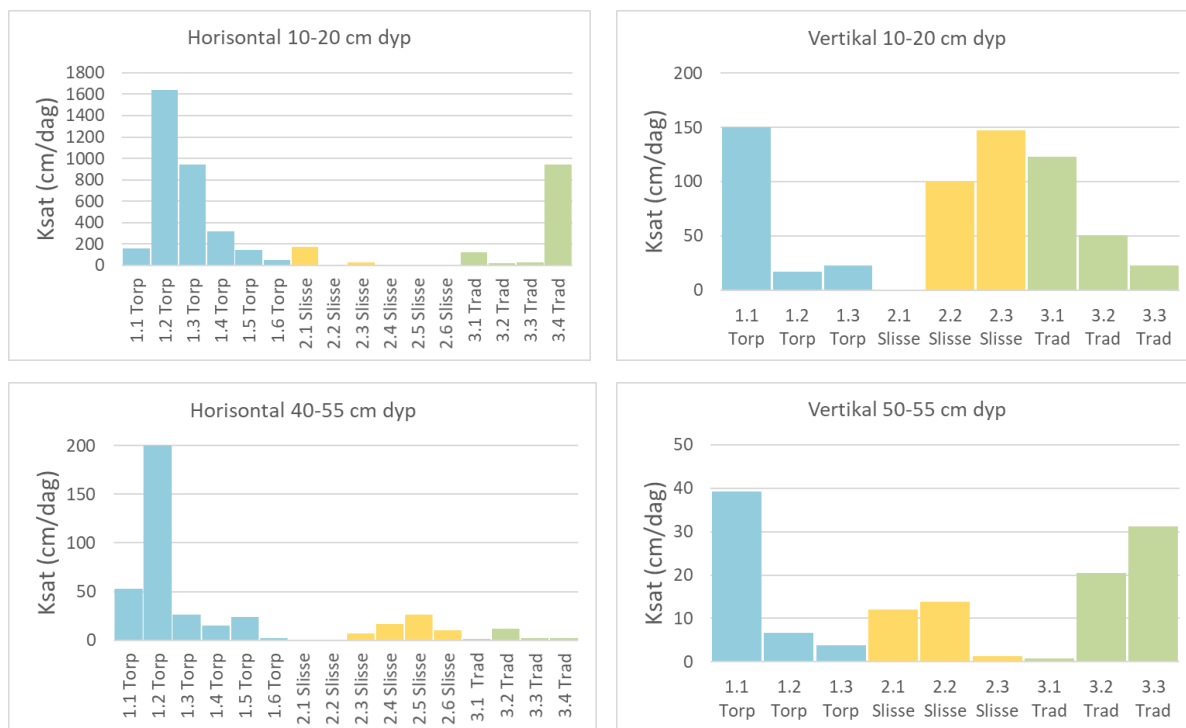 Horisontal 10-20 cm dyp
Ksat (cm/dag)
1800
1600
1400
1200
1000
800
600
400
200
0
1.1 Torp
1.2 Torp
1.3 Torp
1.4 Torp
1.5 Torp
1.6 Torp
2.1 Slisse
2.2 Slisse
2.3 Slisse
2.4 Slisse
2.5 Slisse
2.6 Slisse
3.1 Trad
3.2 Trad
3.3 Trad
3.4 Trad
Vertikal 10-20 cm dyp
Ksat (cm/dag)
200
150
100
50
0
1.1 1.2 1.3 2.1 2.2 2.3 3.1 3.2 3.3
Torp Torp Torp Slisse Slisse Slisse Trad Trad Trad
Horisontal 40-55 cm dyp
Ksat (cm/dag)
200
150
100
50
0
1.1 Torp
1.2 Torp
1.3 Torp
1.4 Torp
1.5 Torp
1.6 Torp
2.1 Slisse
2.2 Slisse
2.3 Slisse
2.4 Slisse
2.5 Slisse
2.6 Slisse
3.1 Trad
3.2 Trad
3.3 Trad
3.4 Trad
Vertikal 50-55 cm dyp
Ksat (cm/dag)
50
40
30
20
10
0
1.1 1.2 1.3 2.1 2.2 2.3 3.1 3.2 3.3
Torp Torp Torp Slisse Slisse Slisse Trad Trad Trad